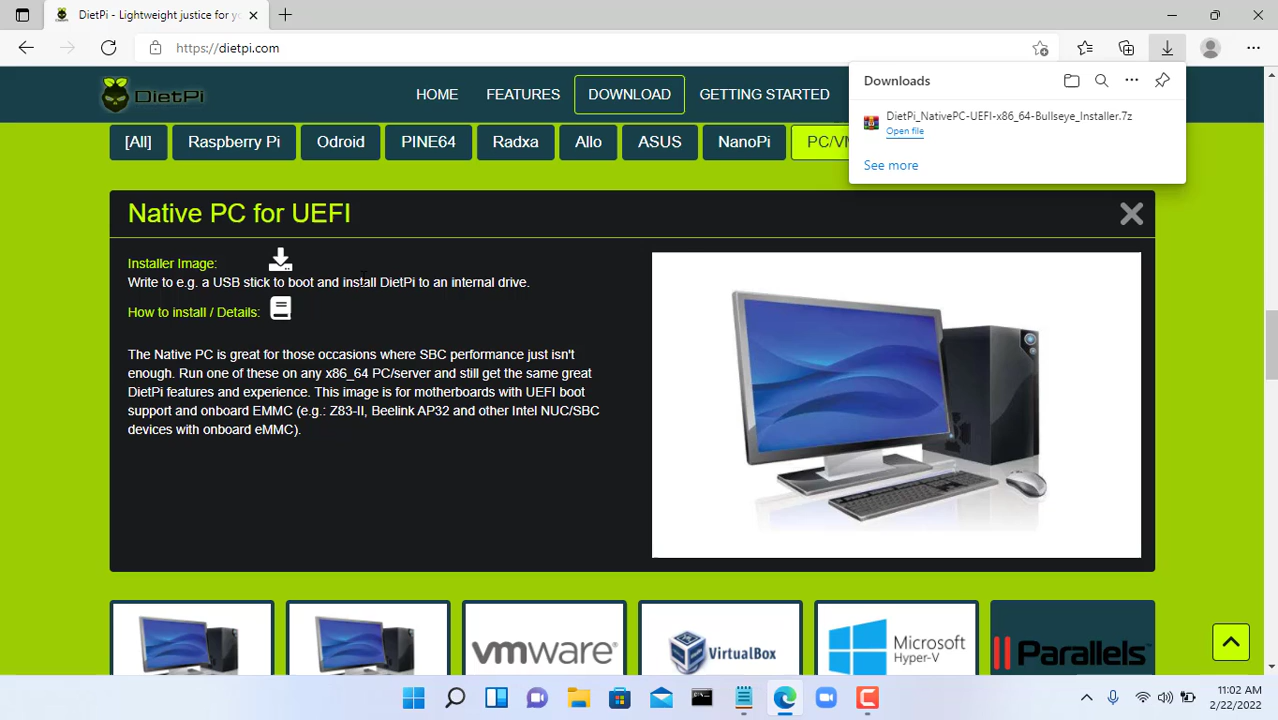 DietPi - Lightweight justice for y
https://dietpi.com
DietPi
HOME
FEATURES
DOWNLOAD
GETTING STARTED
Downloads
DietPi_NativePC-UEFI-x86_64-Bullseye_Installer.7z
Open file
See more
[All]
Raspberry Pi
Odroid
PINE64
Radxa
Allo
ASUS
NanoPi
PC/VM
Native PC for UEFI
Installer Image:
Write to e.g. a USB stick to boot and install DietPi to an internal drive.
How to install / Details:
The Native PC is great for those occasions where SBC performance just isn't
enough. Run one of these on any x86_64 PC/server and still get the same great
DietPi features and experience. This image is for motherboards with UEFI boot
support and onboard EMMC (e.g.: Z83-II, Beelink AP32 and other Intel NUC/SBC
devices with onboard eMMC).
vmware
VirtualBox
Microsoft
Hyper-V
Parallels
11:02 AM
2/22/2022